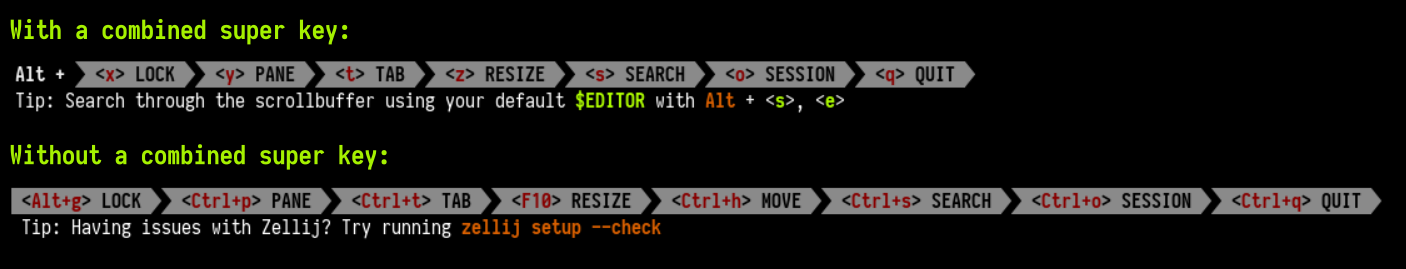 With a combined super key:
Alt + <x> LOCK <y> PANE <t> TAB <z> RESIZE <s> SEARCH <o> SESSION <q> QUIT
Tip: Search through the scrollbuffer using your default $EDITOR with Alt + <s>, <e>
Without a combined super key:
<Alt+g> LOCK <Ctrl+p> PANE <Ctrl+t> TAB <F10> RESIZE <Ctrl+h> MOVE <Ctrl+s> SEARCH <Ctrl+o> SESSION <Ctrl+q> QUIT
Tip: Having issues with Zellij? Try running zellij setup --check